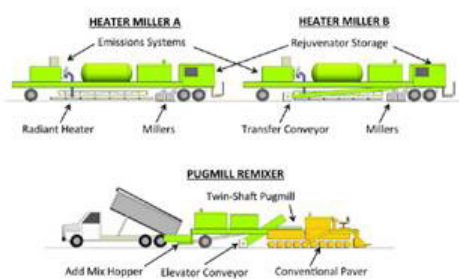 HEATER MILLER A
HEATER MILLER B
Emissions Systems
Rejuvenator Storage
Radiant Heater
Millers
Transfer Conveyor
Millers
PUGMILL REMIXER
Twin-Shaft Pugmill
Add Mix Hopper
Elevator Conveyor
Conventional Paver